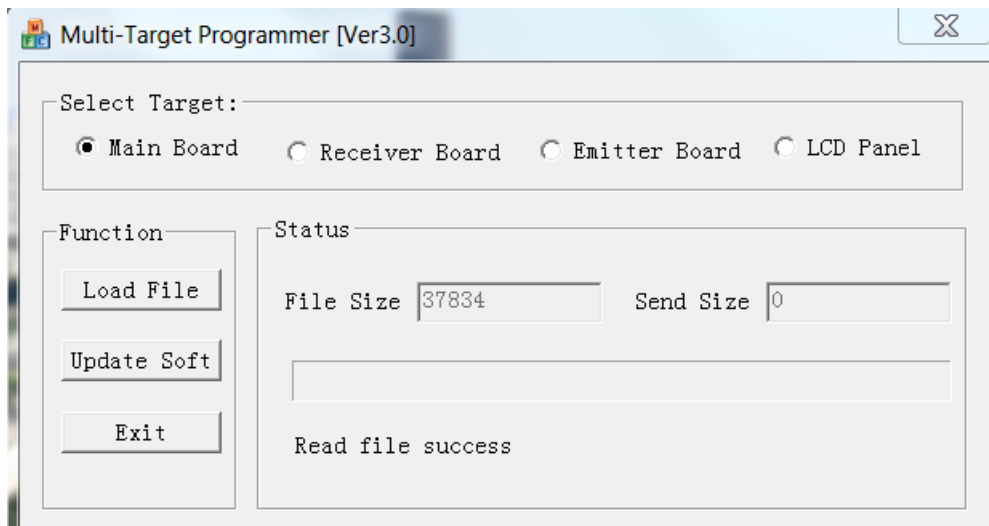 Multi-Target Programmer [Ver3.0]
Select Target:
Main Board Receiver Board Emitter Board LCD Panel
Function
Load File
Update Soft
Exit
Status
File Size 37834 Send Size 0
Read file success